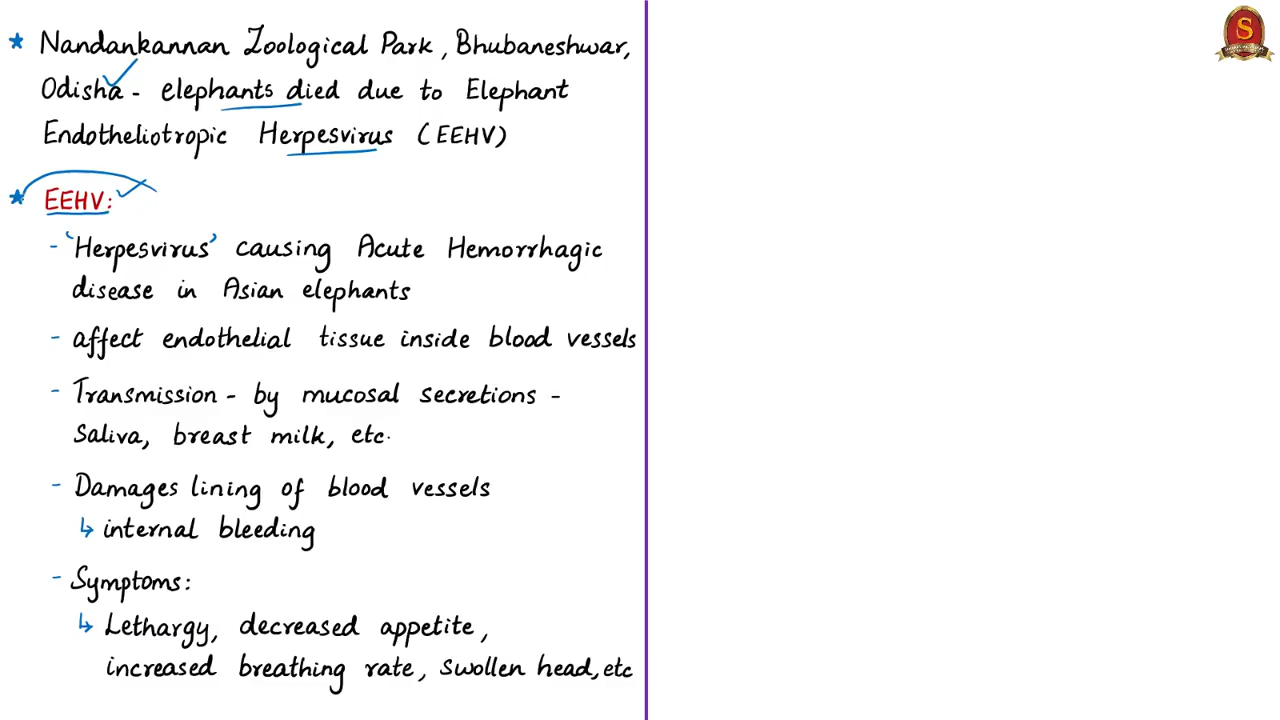 * Nandankannan Zoological Park, Bhubaneshwar,
Odisha - elephants died due to Elephant
Endotheliotropic Herpesvirus (EEHV)
* EEHV:
- 'Herpesvirus' causing Acute Hemorrhagic
disease in Asian elephants
- affect endothelial tissue inside blood vessels
- Transmission - by mucosal secretions -
Saliva, breast milk, etc.
- Damages lining of blood vessels
↳ internal bleeding
- Symptoms:
↳ Lethargy, decreased appetite,
increased breathing rate, swollen head, etc
S